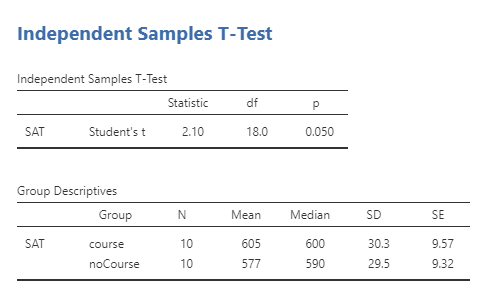 Independent Samples T-Test
Independent Samples T-Test
Statistic df p
SAT Student's t 2.10 18.0 0.050
Group Descriptives
Group N Mean Median SD SE
SAT course 10 605 600 30.3 9.57
noCourse 10 577 590 29.5 9.32